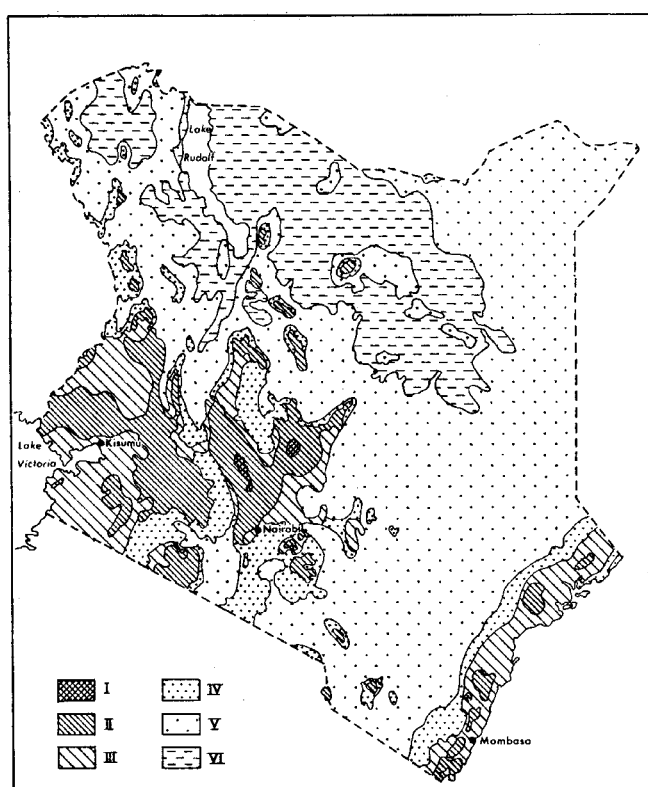 Lake
Rudolf
Kisumu
Lake
Victoria
Nairobi
I
II
III
IV
V
VI
Mombasa